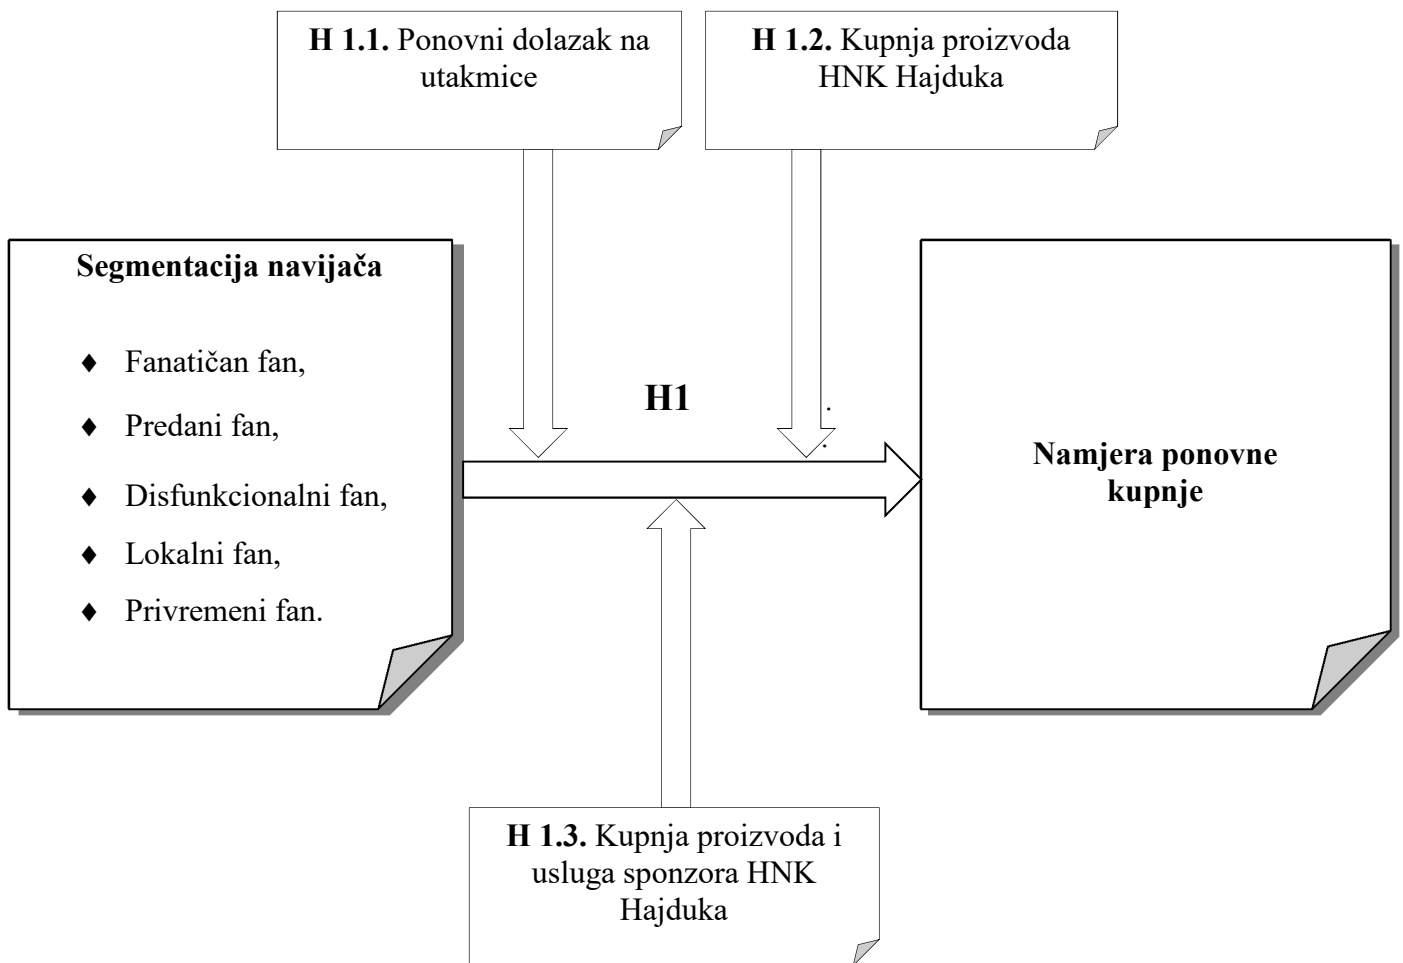 H 1.1. Ponovni dolazak na
utakmice
H 1.2. Kupnja proizvoda
HNK Hajduka
Segmentacija navijača
♦ Fanatičan fan,
♦ Predani fan,
♦ Disfunkcionalni fan,
♦ Lokalni fan,
♦ Privremeni fan.
H1
.
.
Namjera ponovne
kupnje
H 1.3. Kupnja proizvoda i
usluga sponzora HNK
Hajduka